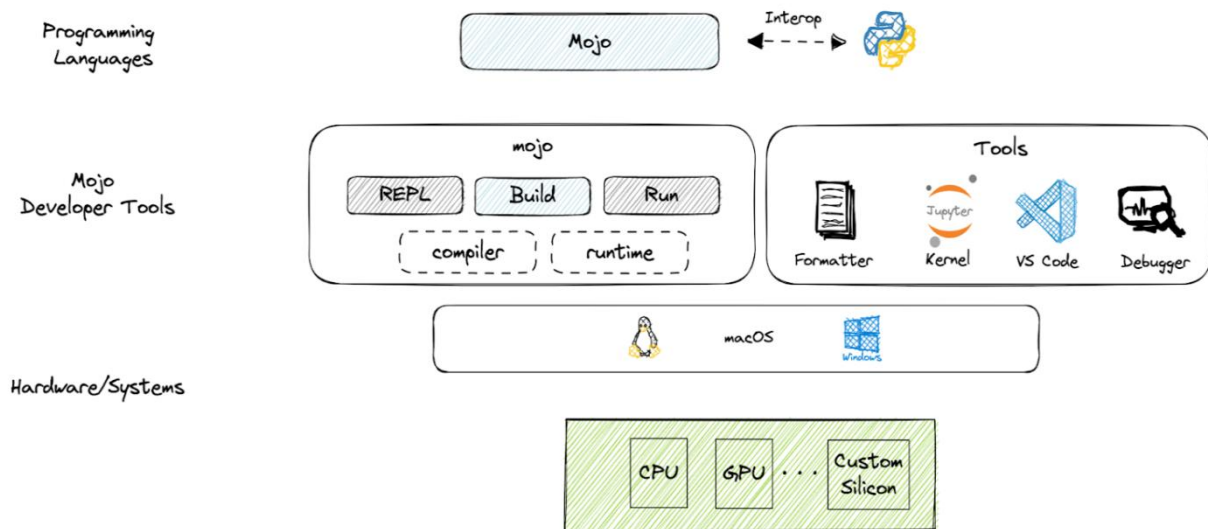 Programming
Languages
Mojo
Interop
Mojo
Developer Tools
mojo
REPL
Build
Run
compiler
runtime
Tools
Formatter
Jupyter
Kernel
VS Code
Debugger
Hardware/Systems
macOS
Windows
CPU
GPU
...
Custom
Silicon